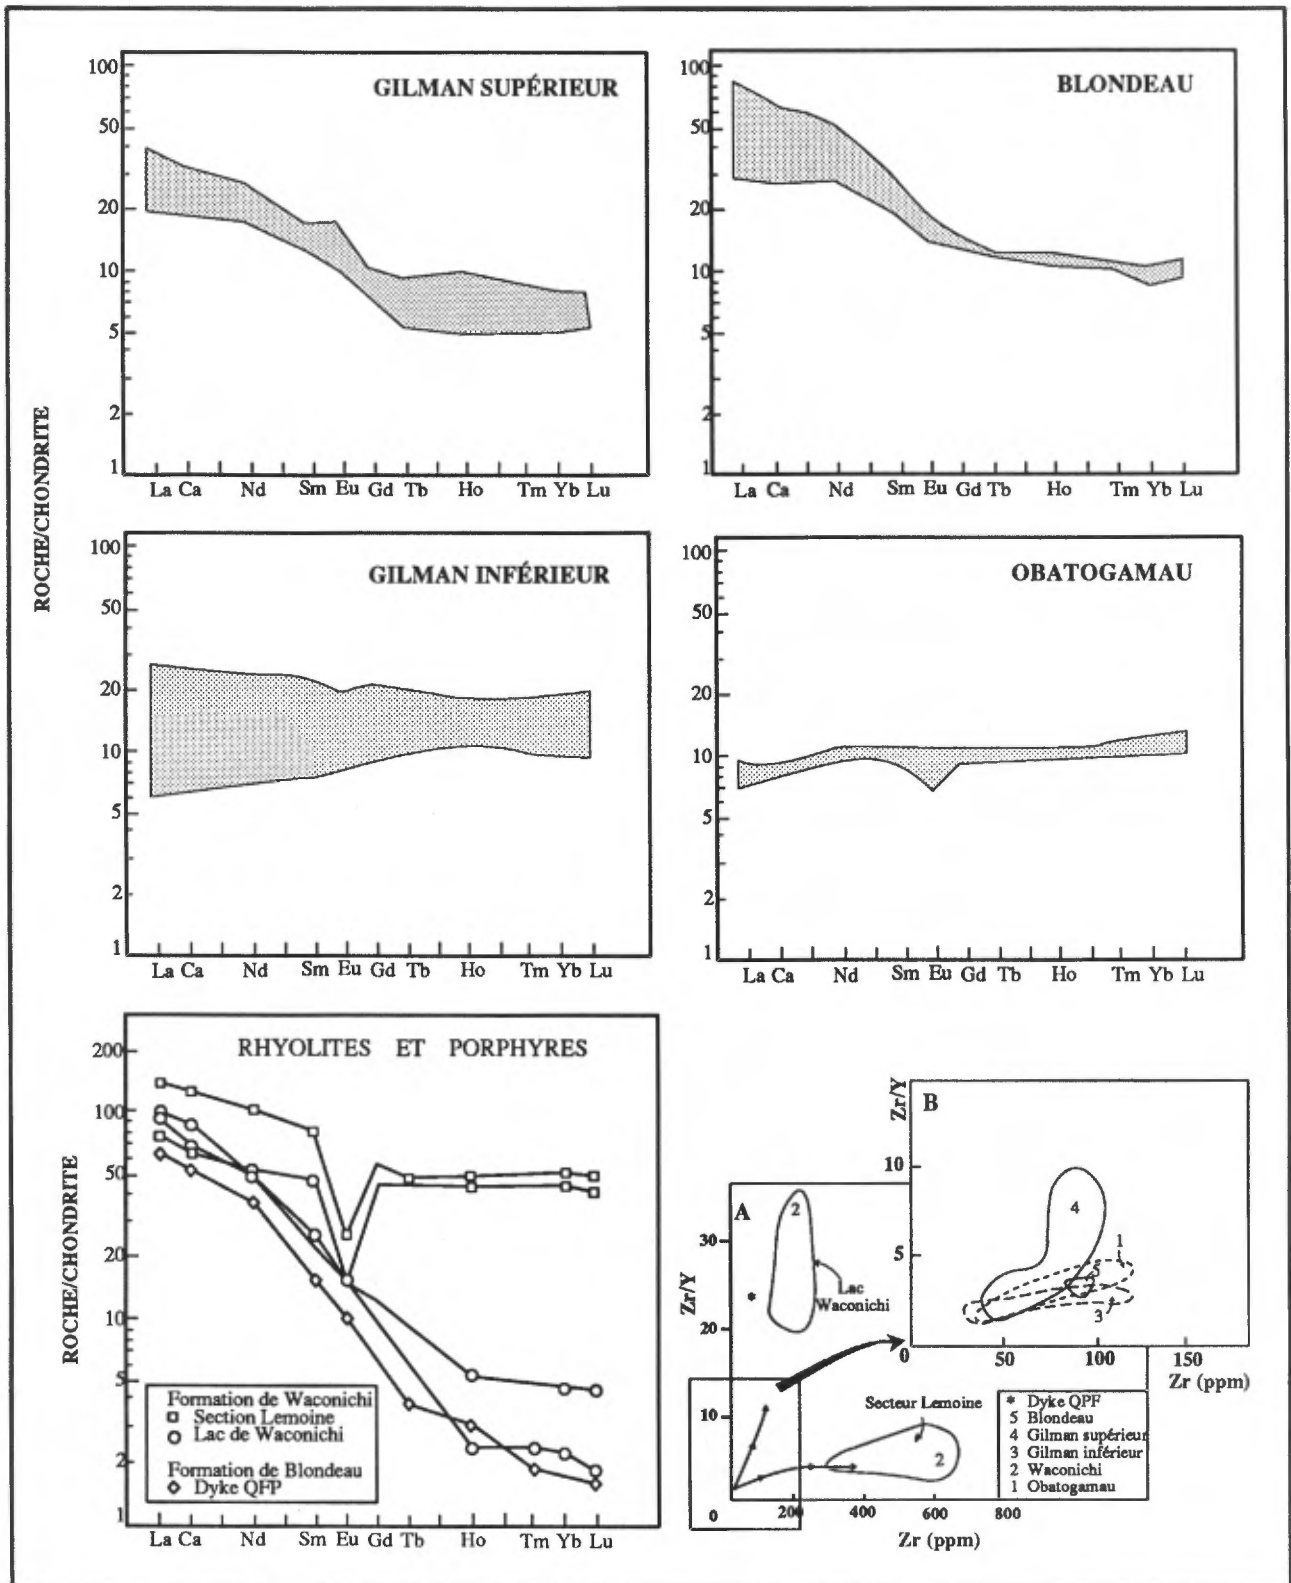 GILMAN SUPÉRIEUR
100
50
20
10
5
2
1
La Ca Nd Sm Eu Gd Tb Ho Tm Yb Lu
BLONDEAU
100
50
20
10
5
2
1
La Ca Nd Sm Eu Gd Tb Ho Tm Yb Lu
ROCHE/CHONDRITE
GILMAN INFÉRIEUR
100
50
20
10
5
2
1
La Ca Nd Sm Eu Gd Tb Ho Tm Yb Lu
OBATOGAMAU
100
50
20
10
5
2
1
La Ca Nd Sm Eu Gd Tb Ho Tm Yb Lu
RHYOLITES ET PORPHYRES
ROCHE/CHONDRITE
200
100
50
20
10
5
2
1
Formation de Waconichi
Section Lemoine
Lac de Waconichi
Formation de Blondeau
Dyke QFP
La Ca Nd Sm Eu Gd Tb Ho Tm Yb Lu
A
Zr/Y
30
20
10
0
2
Lac
Waconichi
*
Secteur Lemoine
2
200 400 600 800
Zr (ppm)
B
Zr/Y
10
5
0
4
1
5
3
50 100 150
Zr (ppm)
* Dyke QPF
5 Blondeau
4 Gilman supérieur
3 Gilman inférieur
2 Waconichi
1 Obatogamau